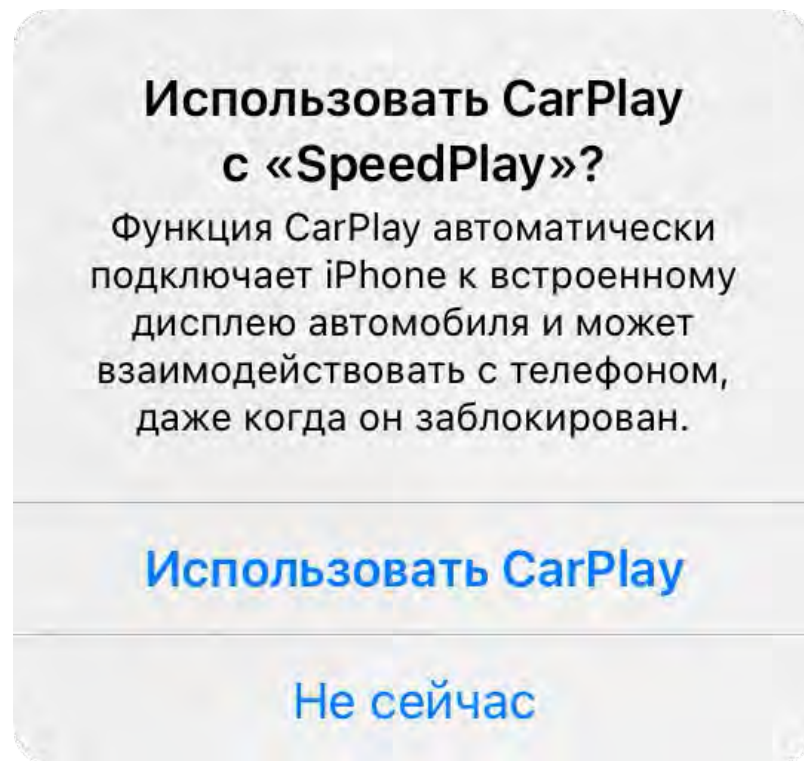 Использовать CarPlay
с «SpeedPlay»?
Функция CarPlay автоматически
подключает iPhone к встроенному
дисплею автомобиля и может
взаимодействовать с телефоном,
даже когда он заблокирован.
Использовать CarPlay
Не сейчас